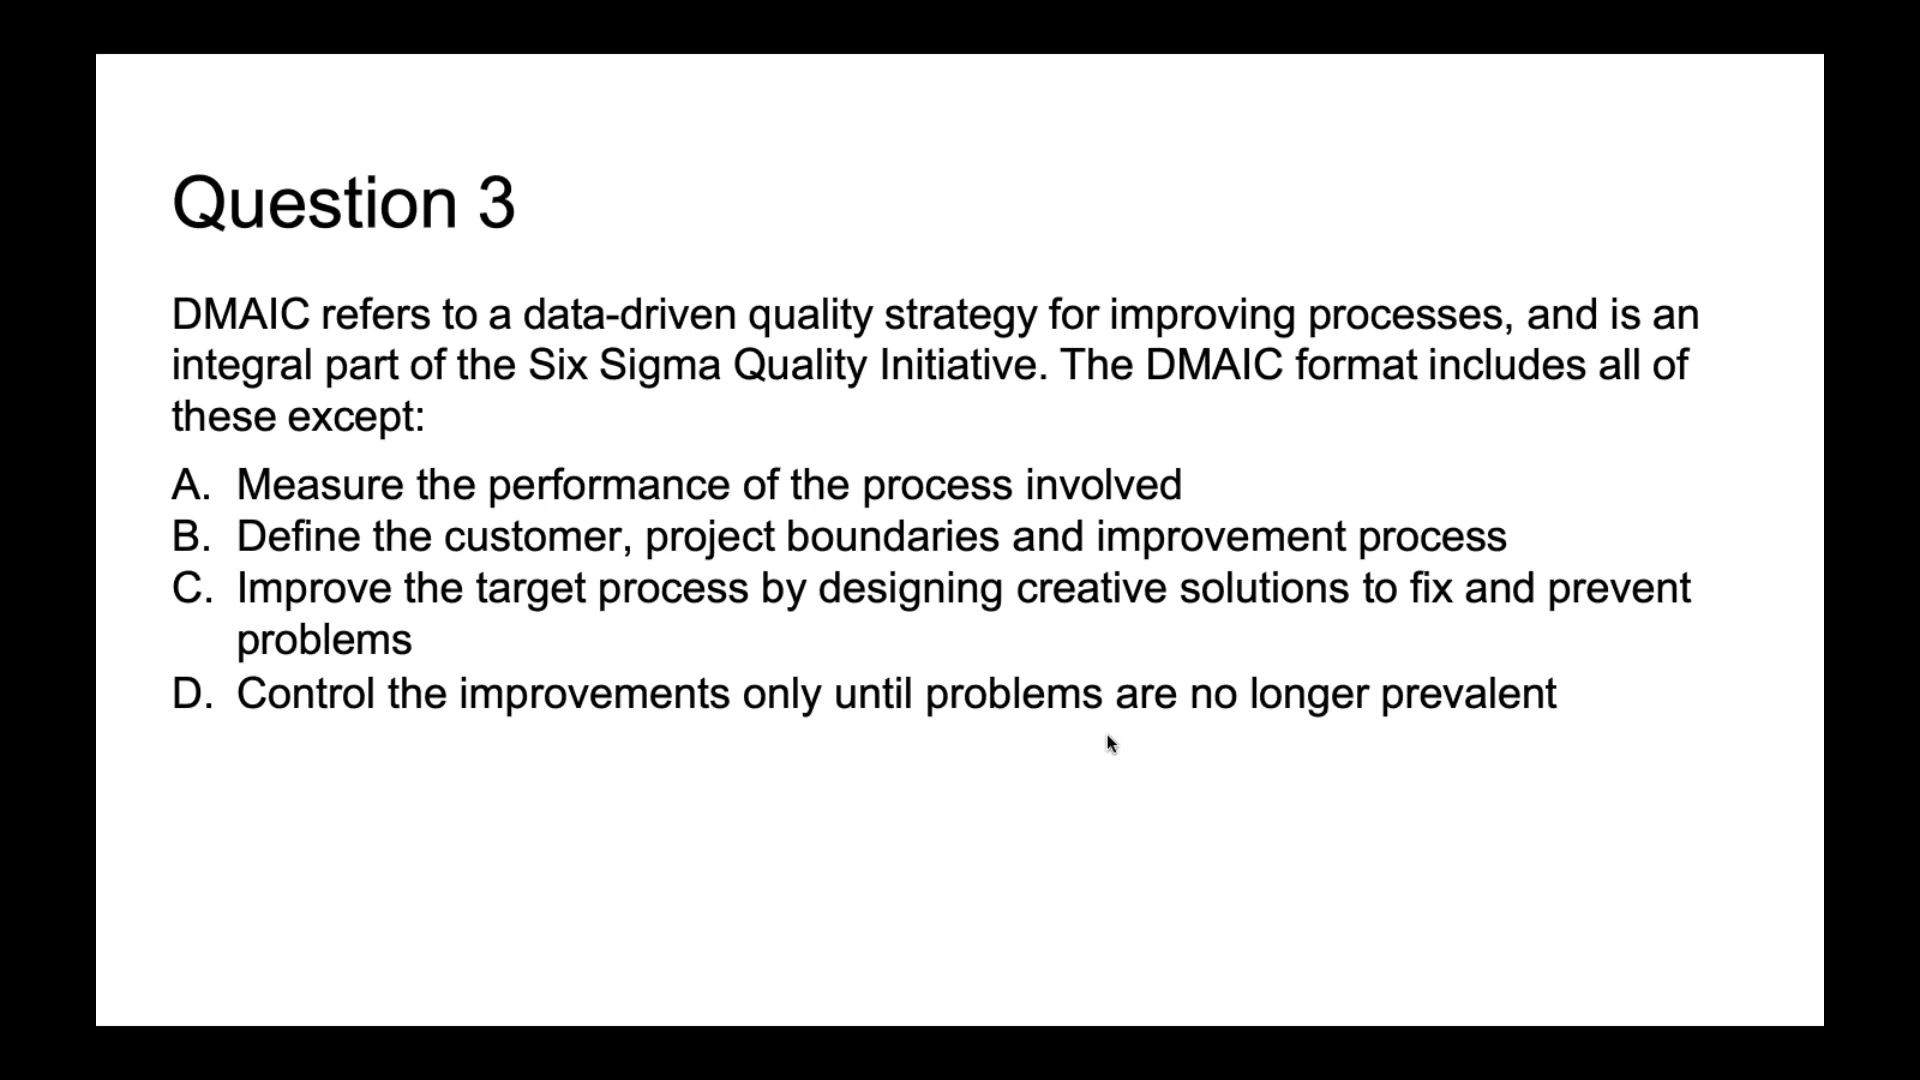 Question 3
DMAIC refers to a data-driven quality strategy for improving processes, and is an
integral part of the Six Sigma Quality Initiative. The DMAIC format includes all of
these except:
A. Measure the performance of the process involved
B. Define the customer, project boundaries and improvement process
C. Improve the target process by designing creative solutions to fix and prevent
problems
D. Control the improvements only until problems are no longer prevalent